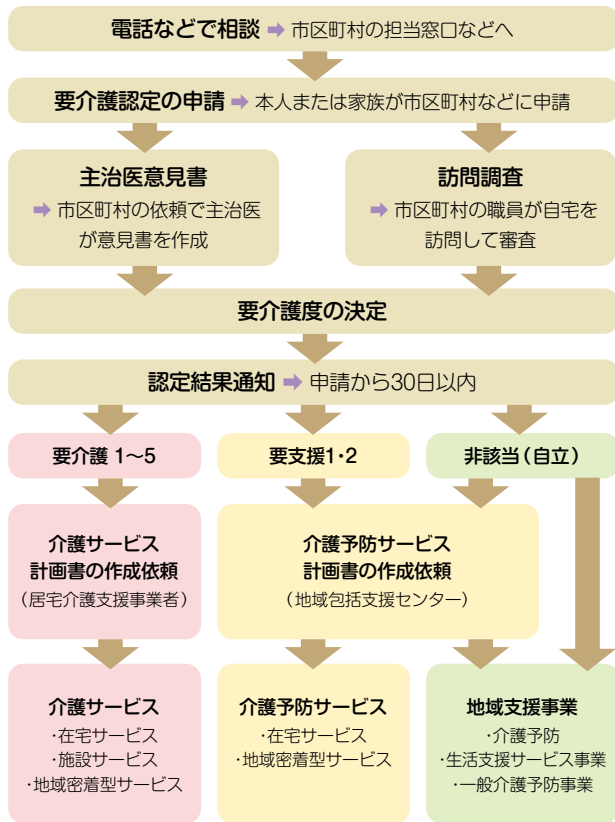 電話などで相談 ➡ 市区町村の担当窓口などへ
要介護認定の申請 ➡ 本人または家族が市区町村などに申請
主治医意見書
➡ 市区町村の依頼で主治医
が意見書を作成
訪問調査
➡ 市区町村の職員が自宅を
訪問して審査
要介護度の決定
認定結果通知 ➡ 申請から30日以内
要介護 1〜5
要支援1・2
非該当(自立)
介護サービス
計画書の作成依頼
(居宅介護支援事業者)
介護予防サービス
計画書の作成依頼
(地域包括支援センター)
介護サービス
・在宅サービス
・施設サービス
・地域密着型サービス
介護予防サービス
・在宅サービス
・地域密着型サービス
地域支援事業
・介護予防
・生活支援サービス事業
・一般介護予防事業